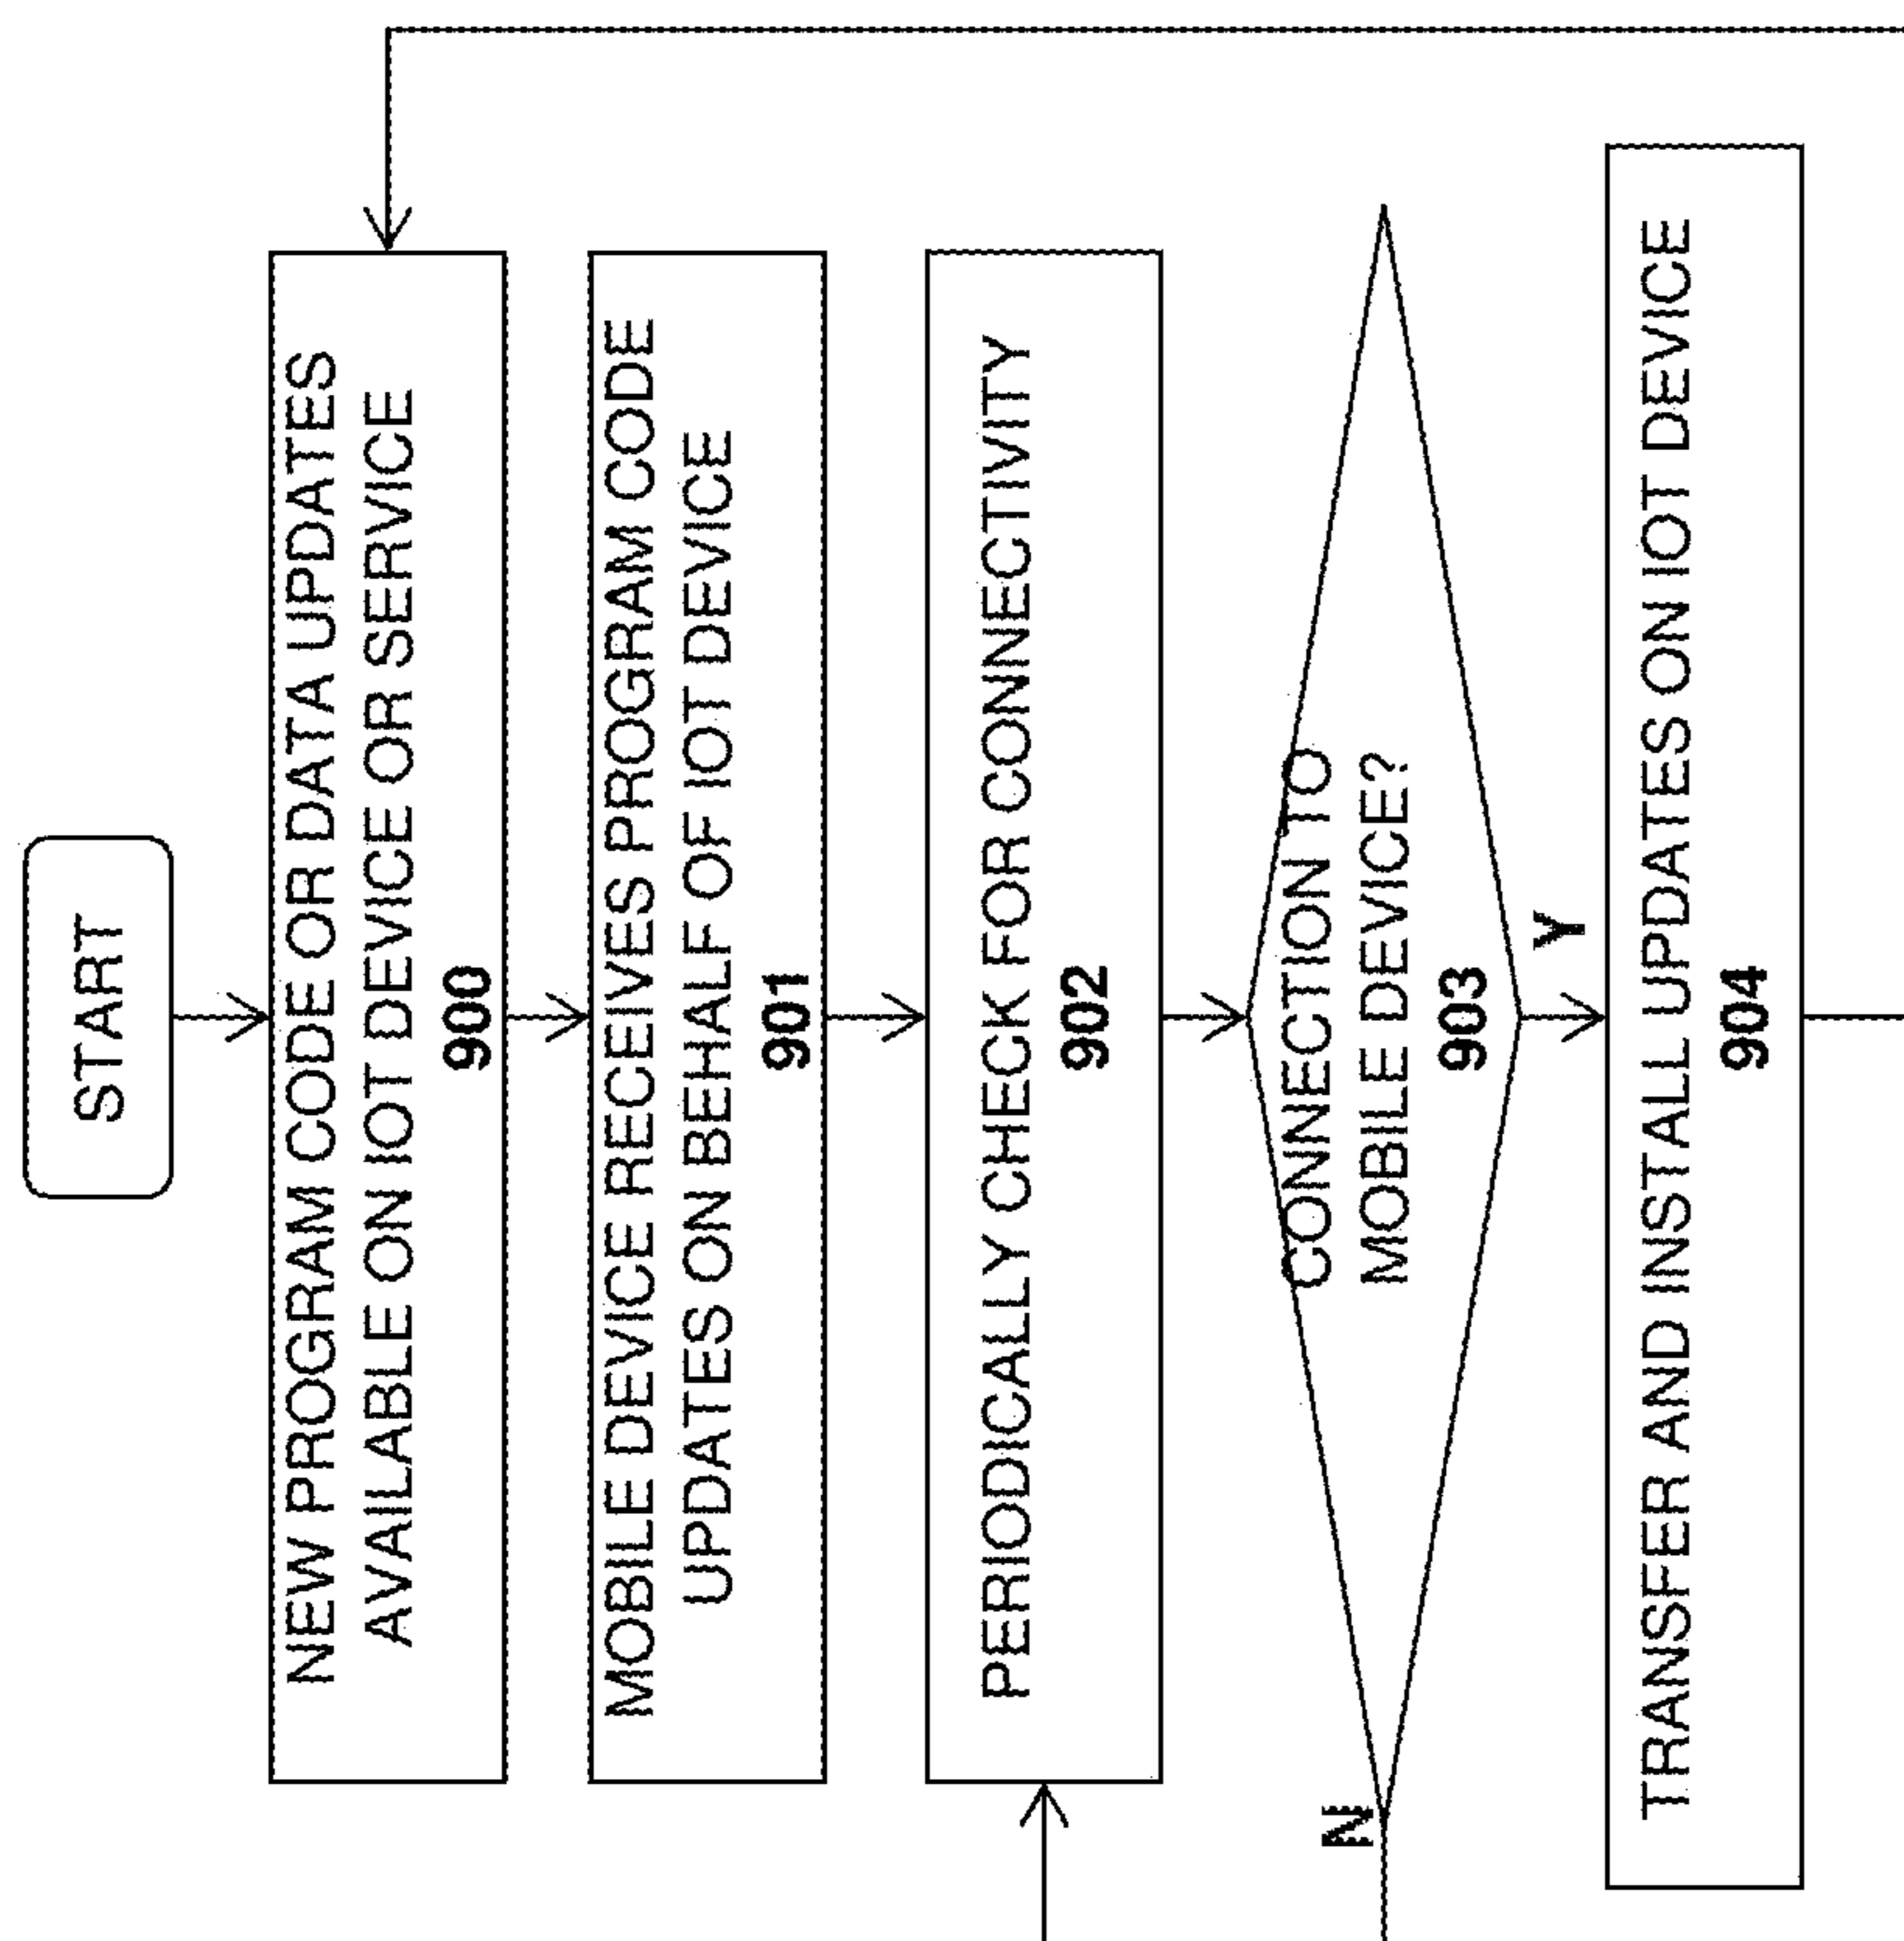 START
NEW PROGRAM CODE OR DATA UPDATES
AVAILABLE ON IOT DEVICE OR SERVICE
900
MOBILE DEVICE RECEIVES PROGRAM CODE
UPDATES ON BEHALF OF IOT DEVICE
901
PERIODICALLY CHECK FOR CONNECTIVITY
902
CONNECTION TO
MOBILE DEVICE?
903
N
Y
TRANSFER AND INSTALL UPDATES ON IOT DEVICE
904